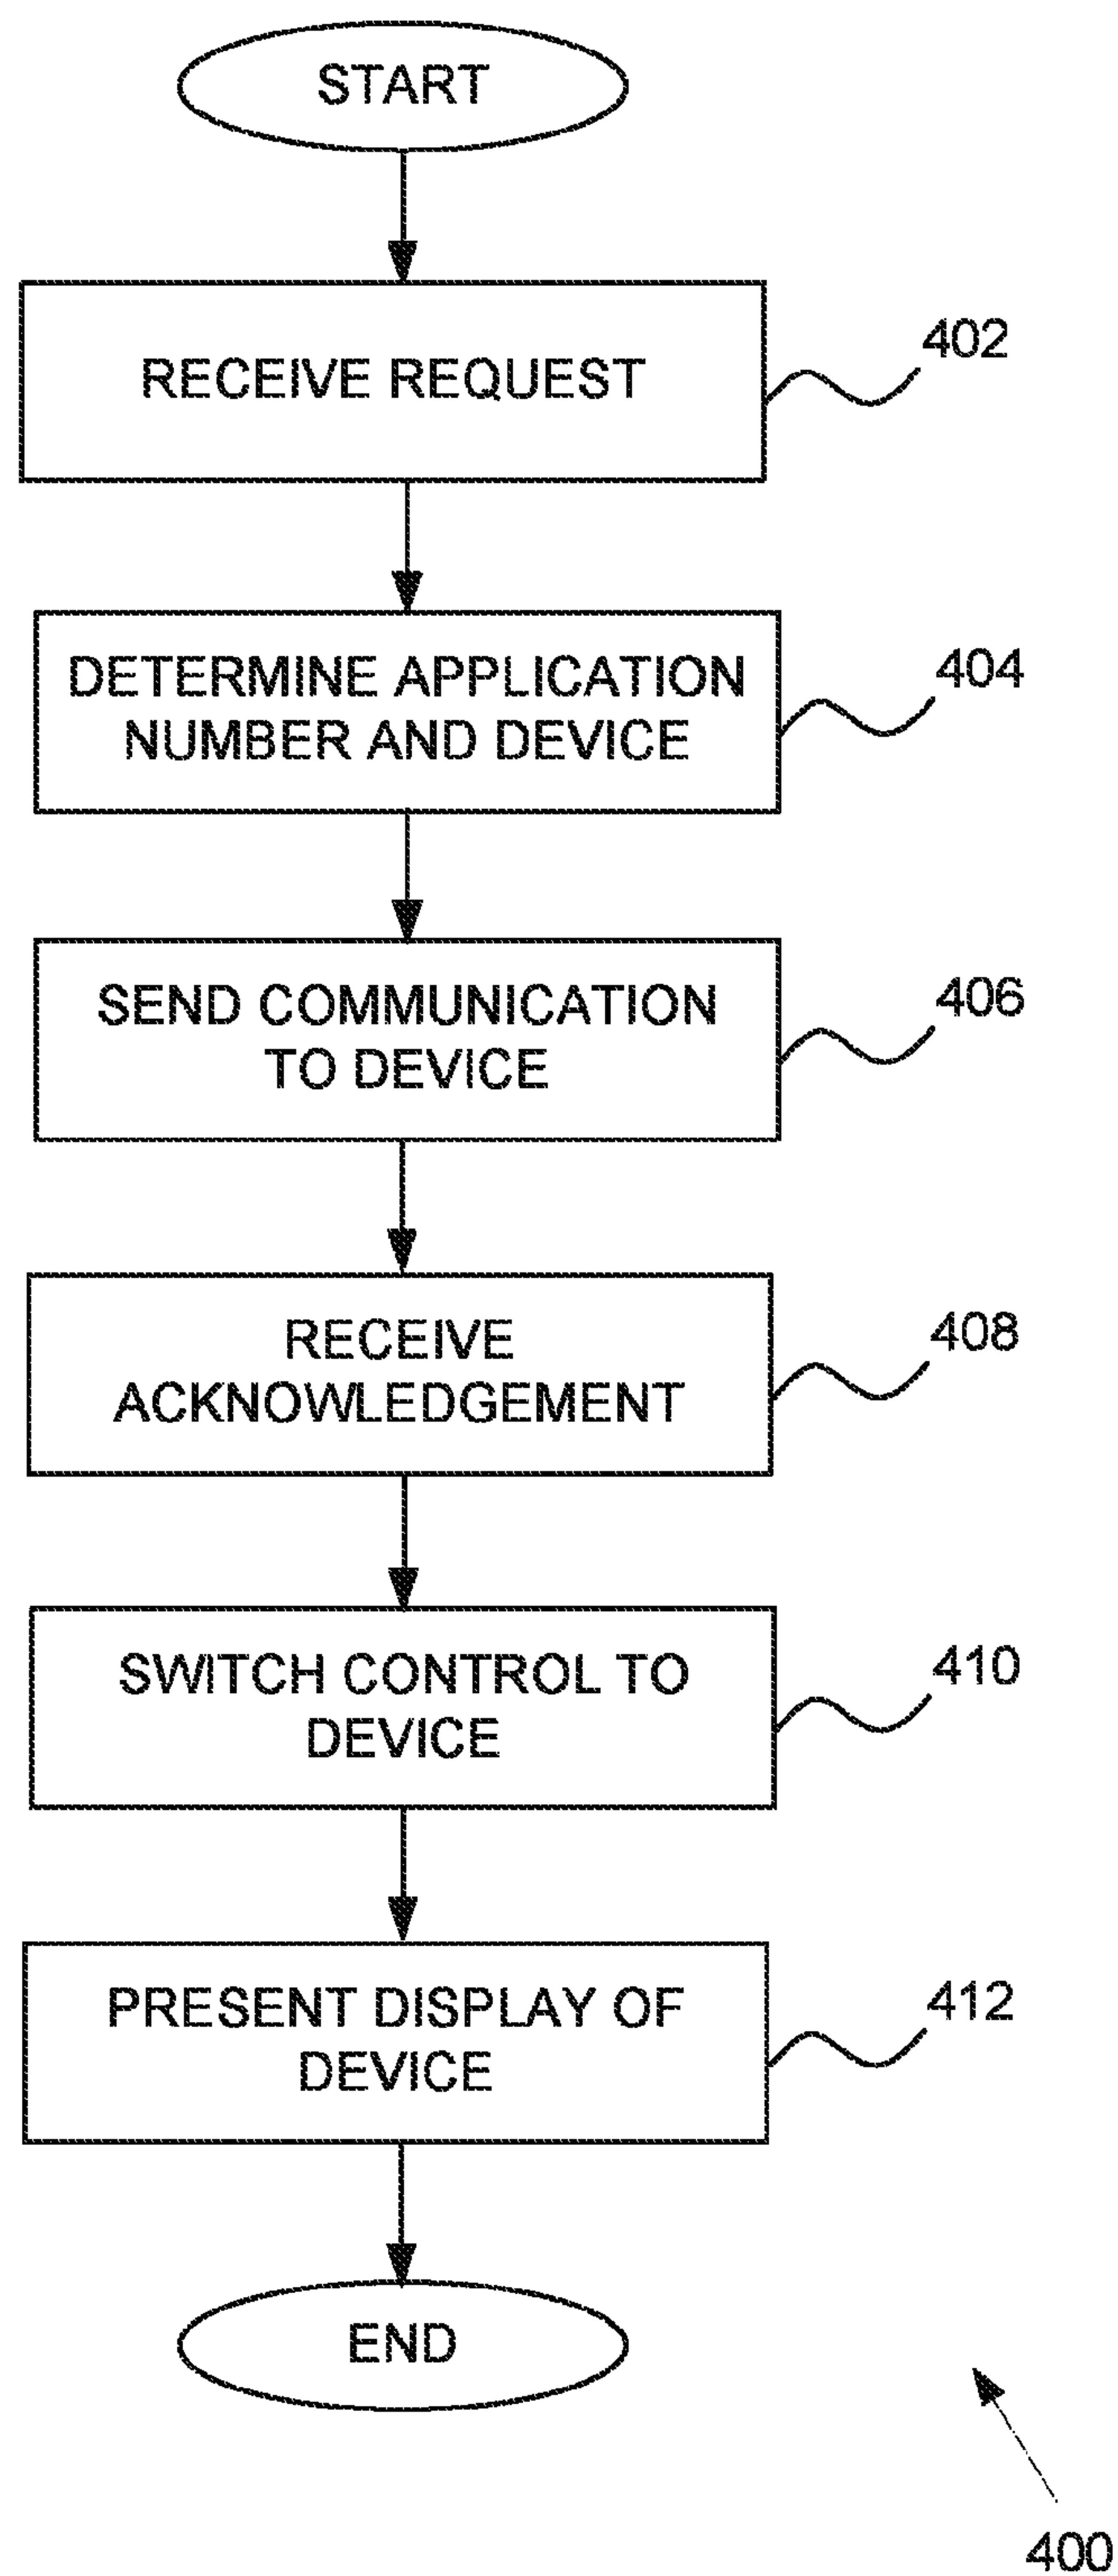 START
RECEIVE REQUEST
402
DETERMINE APPLICATION
NUMBER AND DEVICE
404
SEND COMMUNICATION
TO DEVICE
406
RECEIVE
ACKNOWLEDGEMENT
408
SWITCH CONTROL TO
DEVICE
410
PRESENT DISPLAY OF
DEVICE
412
END
400